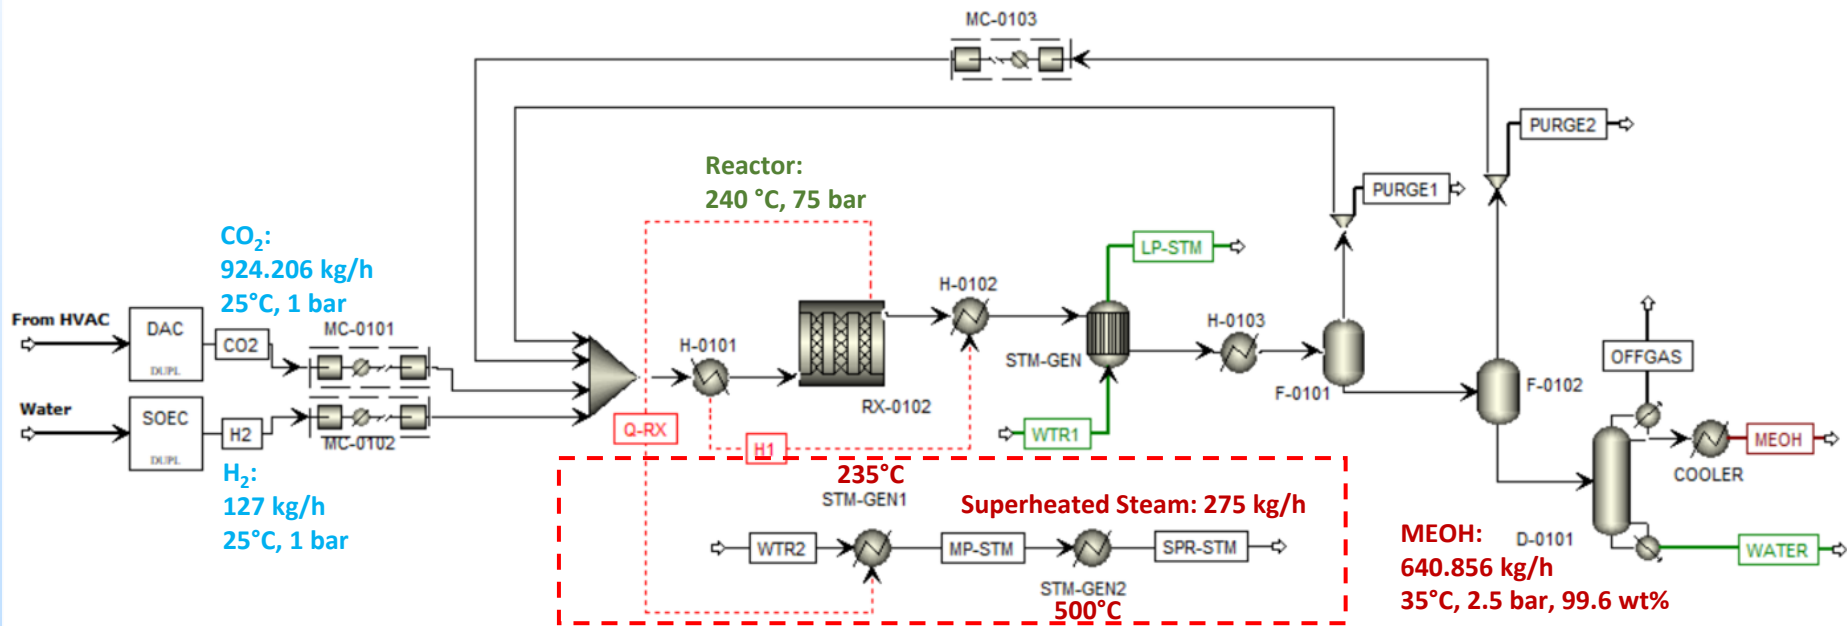 MC-0103
PURGE2
Reactor:
240 °C, 75 bar
PURGE1
CO2:
924.206 kg/h
25°C, 1 bar
LP-STM
H-0102
From HVAC
DAC
DUPL
CO2
MC-0101
H-0101
RX-0102
STM-GEN
H-0103
F-0101
OFFGAS
F-0102
Water
SOEC
DUPL
H2
MC-0102
Q-RX
H1
WTR1
MEOH
COOLER
H2:
127 kg/h
25°C, 1 bar
235°C
STM-GEN1
Superheated Steam: 275 kg/h
WTR2
MP-STM
SPR-STM
STM-GEN2
500°C
D-0101
WATER
MEOH:
640.856 kg/h
35°C, 2.5 bar, 99.6 wt%